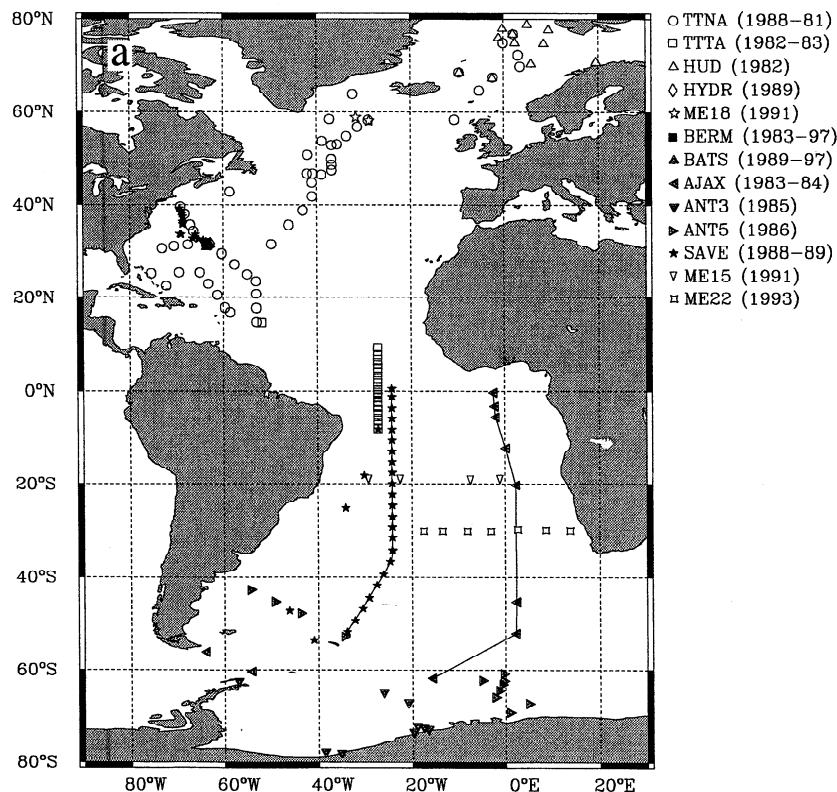 80°N
60°N
40°N
20°N
0°N
20°S
40°S
60°S
80°S
a
80°W
60°W
40°W
20°W
0°E
20°E
TTNA (1988-81)
TTTA (1982-83)
HUD (1982)
HYDR (1989)
ME18 (1991)
BERM (1983-97)
BATS (1989-97)
AJAX (1983-84)
ANT3 (1985)
ANT5 (1986)
SAVE (1988-89)
ME15 (1991)
ME22 (1993)